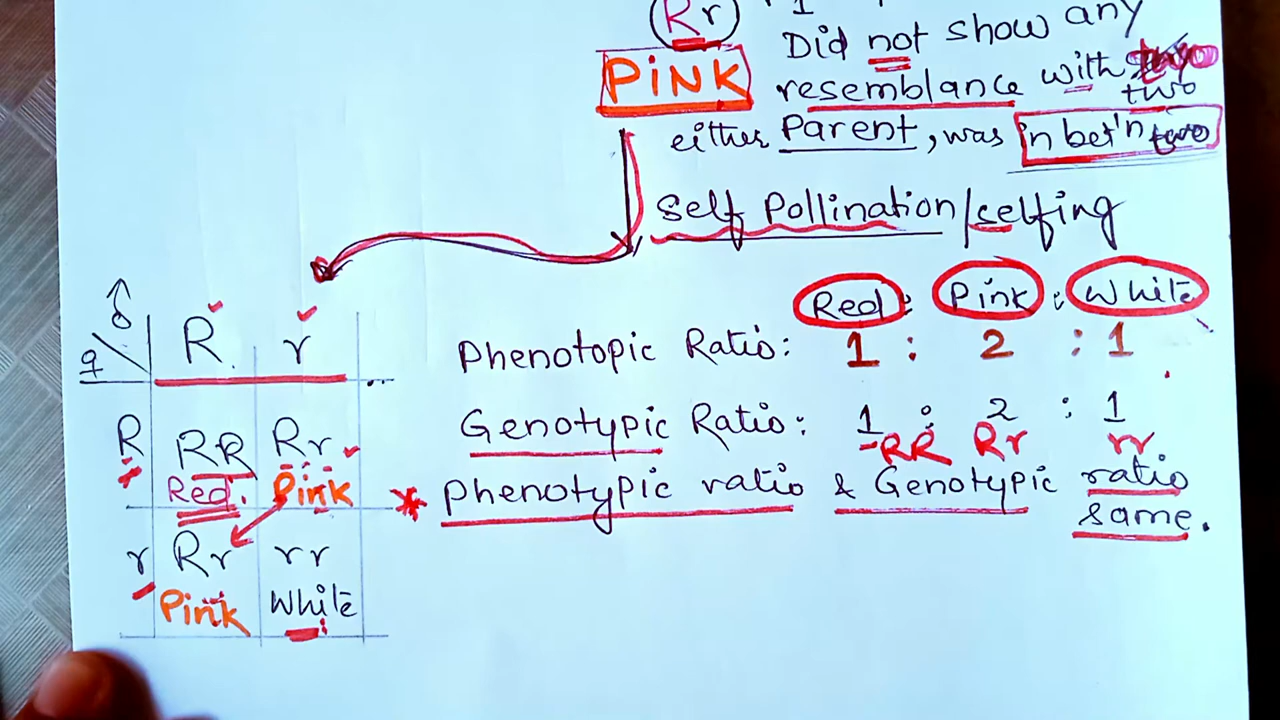 Rr
Did not show any
PiNK
resemblance with two
either Parent, was in bet'n two
Self Pollination/selfing
Red : Pink : White
Phenotopic Ratio: 1 : 2 : 1
♀/♂ R r
Genotypic Ratio: 1 : 2 : 1
RR Rr rr
R RR Rr
Red. Pink
* Phenotypic ratio & Genotypic ratio
same.
r Rr rr
Pink White